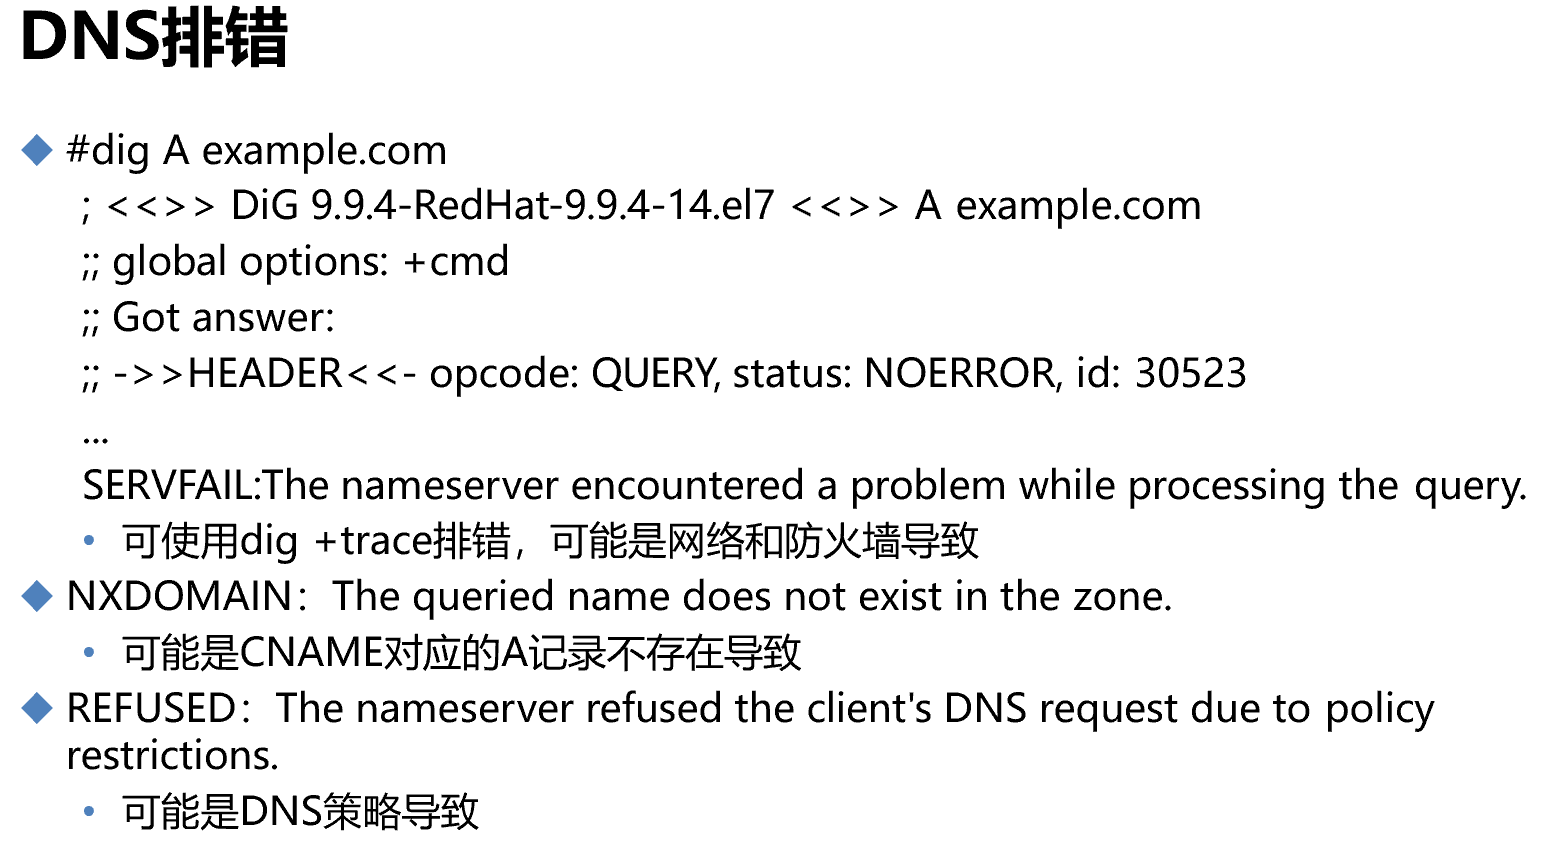 DNS排错
#dig A example.com
; <<>> DiG 9.9.4-RedHat-9.9.4-14.el7 <<>> A example.com
;; global options: +cmd
;; Got answer:
;; ->>HEADER<<- opcode: QUERY, status: NOERROR, id: 30523
...
SERVFAIL:The nameserver encountered a problem while processing the query.
• 可使用dig +trace排错，可能是网络和防火墙导致
NXDOMAIN：The queried name does not exist in the zone.
• 可能是CNAME对应的A记录不存在导致
REFUSED：The nameserver refused the client's DNS request due to policy
restrictions.
• 可能是DNS策略导致